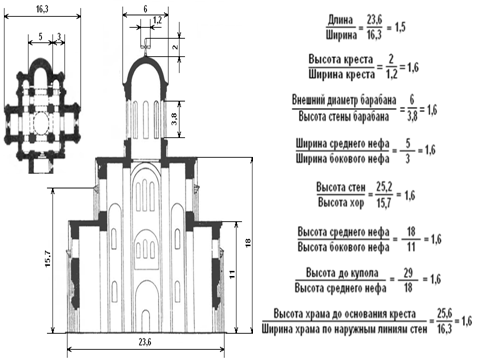 16,3
5
3
6
1,2
2
3,8
15,7
11
18
23,6
Длина/Ширина = 23,6/16,3 = 1,5
Высота креста/Ширина креста = 2/1,2 = 1,6
Внешний диаметр барабана/Высота стены барабана = 6/3,8 = 1,6
Ширина среднего нефа/Ширина бокового нефа = 5/3 = 1,6
Высота стен/Высота хор = 25,2/15,7 = 1,6
Высота среднего нефа/Высота бокового нефа = 18/11 = 1,6
Высота до купола/Высота среднего нефа = 29/18 = 1,6
Высота храма до основания креста/Ширина храма по наружным линиям стен = 25,6/16,3 = 1,6